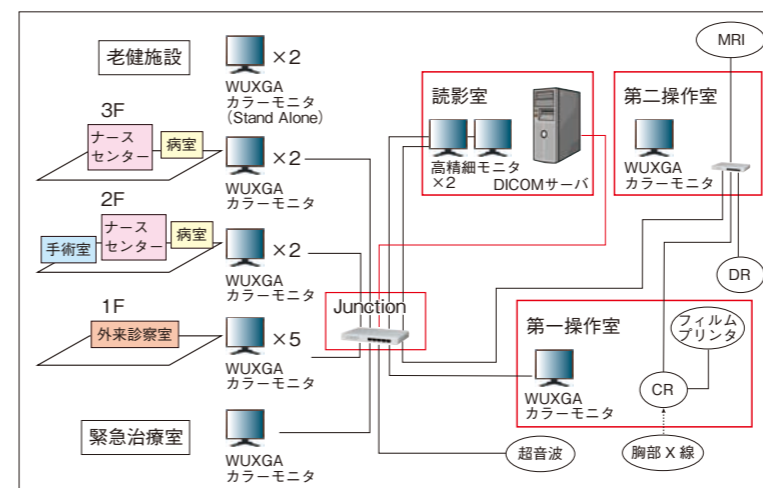 老健施設
×2
WUXGA
カラーモニタ
(Stand Alone)
3F
ナース
センター
病室
×2
WUXGA
カラーモニタ
2F
手術室
ナース
センター
病室
×2
WUXGA
カラーモニタ
1F
外来診察室
×5
WUXGA
カラーモニタ
緊急治療室
WUXGA
カラーモニタ
Junction
読影室
高精細モニタ
×2
DICOMサーバ
MRI
第二操作室
WUXGA
カラーモニタ
DR
第一操作室
WUXGA
カラーモニタ
フィルム
プリンタ
CR
超音波
胸部X線